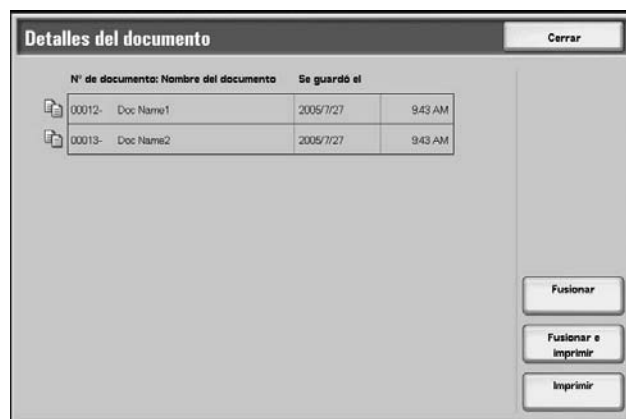 Detalles del documento
Cerrar
N° de documento: Nombre del documento Se guardó el
00012- Doc Name1 2005/7/27 9:43 AM
00013- Doc Name2 2005/7/27 9:43 AM
Fusionar
Fusionar e
imprimir
Imprimir